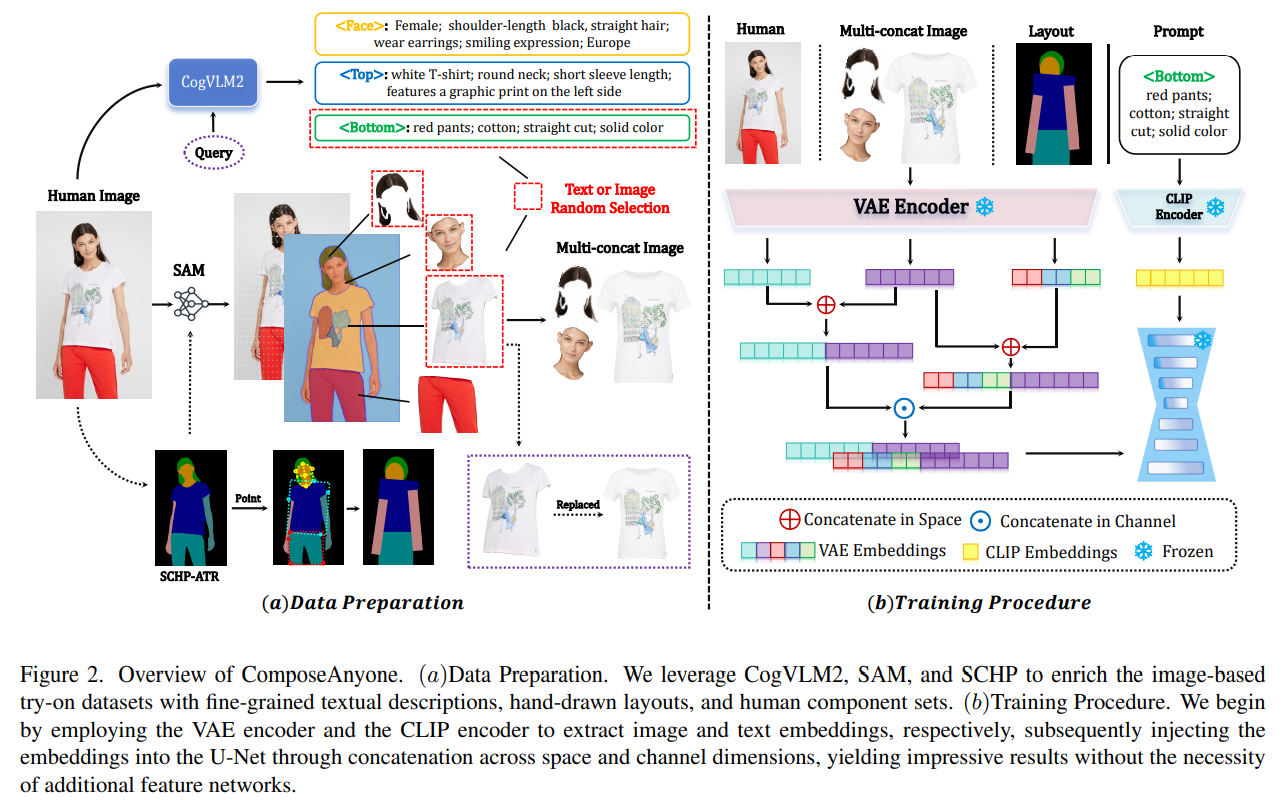 <Face>: Female; shoulder-length black, straight hair;
wear earrings; smiling expression; Europe
CogVLM2
<Top>: white T-shirt; round neck; short sleeve length;
features a graphic print on the left side
<Bottom>: red pants; cotton; straight cut; solid color
Query
Human Image
Text or Image
Random Selection
SAM
Multi-concat Image
Point
SCHP-ATR
Replaced
(a)Data Preparation
Human
Multi-concat Image
Layout
Prompt
<Bottom>
red pants;
cotton; straight
cut; solid color
VAE Encoder
CLIP
Encoder
Concatenate in Space
Concatenate in Channel
VAE Embeddings
CLIP Embeddings
Frozen
(b)Training Procedure
Figure 2. Overview of ComposeAnyone. (a)Data Preparation. We leverage CogVLM2, SAM, and SCHP to enrich the image-based
try-on datasets with fine-grained textual descriptions, hand-drawn layouts, and human component sets. (b)Training Procedure. We begin
by employing the VAE encoder and the CLIP encoder to extract image and text embeddings, respectively, subsequently injecting the
embeddings into the U-Net through concatenation across space and channel dimensions, yielding impressive results without the necessity
of additional feature networks.